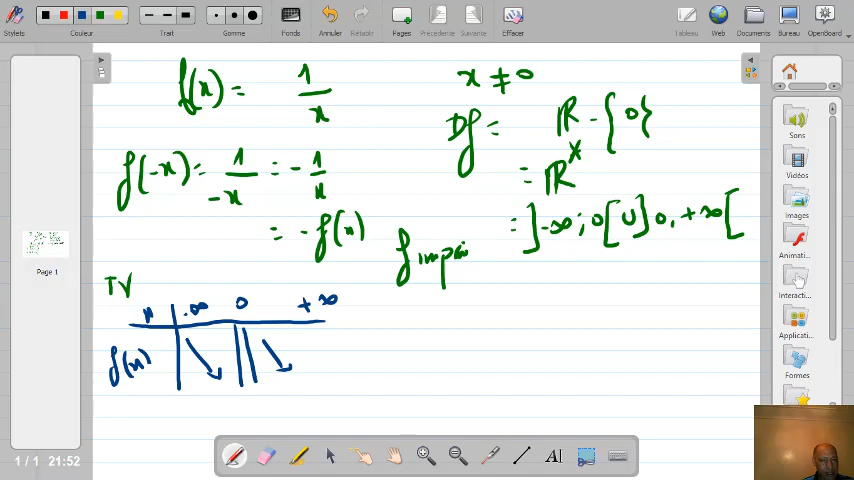 Stylets Couleur Gomme Fonds Annuler Rétablir Pages Précédente Suivante Effacer Tableau Web Documents Bureau OpenBoard
f(x) = 1/x
x ≠ 0
Df = ℝ - {0}
= ℝ*
= ]-∞; 0[ U ]0, +∞[
f(-x) = 1/-x = - 1/x
= - f(x)
f impair
TV
x -∞ 0 +∞
f(x)
Page 1
Sons
Vidéos
Images
Animati...
Interactic...
Applicati...
Formes
1 / 1 21:52